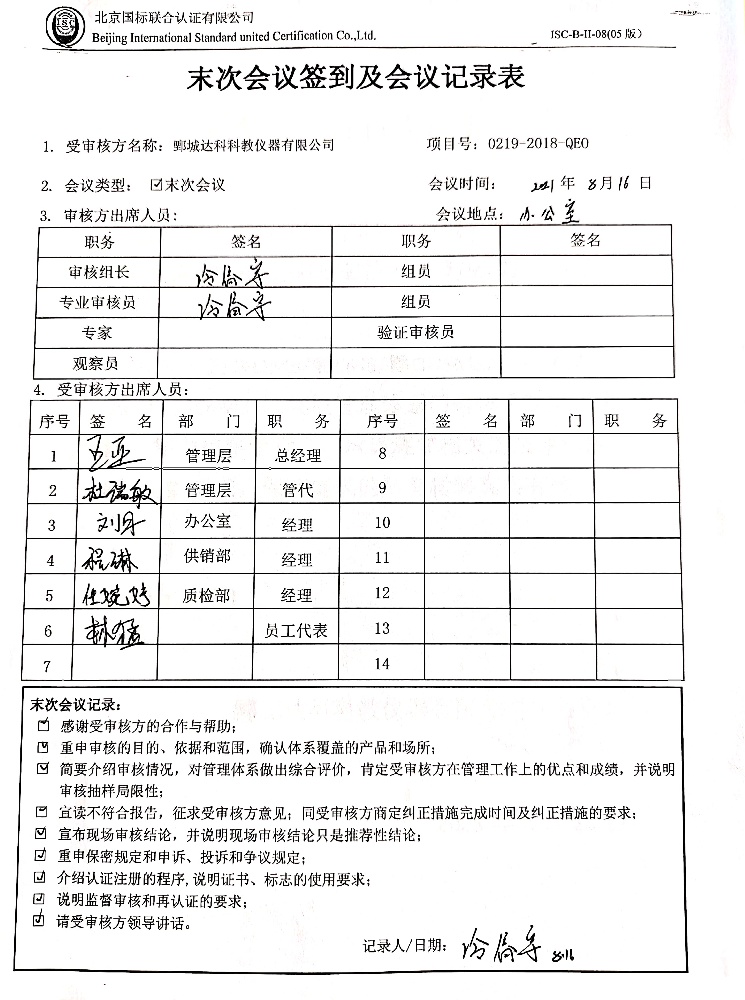 ISC
北京国标联合认证有限公司
Beijing International Standard united Certification Co.,Ltd.
ISC-B-II-08(05 版)
末次会议签到及会议记录表
1. 受审核方名称：鄄城达科科教仪器有限公司 项目号：0219-2018-QEO
2. 会议类型： ☑末次会议 会议时间： 2021 年 8 月 16 日
3. 审核方出席人员: 会议地点：办公室
职务 签名 职务 签名
审核组长 组员
专业审核员 组员
专家 验证审核员
观察员
4. 受审核方出席人员：
序号 签 名 部 门 职 务 序号 签 名 部 门 职 务
1 王亚 管理层 总经理 8
2 杜瑞敏 管理层 管代 9
3 刘丹 办公室 经理 10
4 程琳 供销部 经理 11
5 任婉婷 质检部 经理 12
6 林猛 员工代表 13
7 14
末次会议记录：
☑ 感谢受审核方的合作与帮助；
☑ 重申审核的目的、依据和范围，确认体系覆盖的产品和场所；
☑ 简要介绍审核情况，对管理体系做出综合评价，肯定受审核方在管理工作上的优点和成绩，并说明
审核抽样局限性；
☑ 宣读不符合报告，征求受审核方意见；同受审核方商定纠正措施完成时间及纠正措施的要求；
☑ 宣布现场审核结论，并说明现场审核结论只是推荐性结论；
☑ 重申保密规定和申诉、投诉和争议规定；
☑ 介绍认证注册的程序,说明证书、标志的使用要求；
☑ 说明监督审核和再认证的要求；
☑ 请受审核方领导讲话。
记录人/日期： 8.16